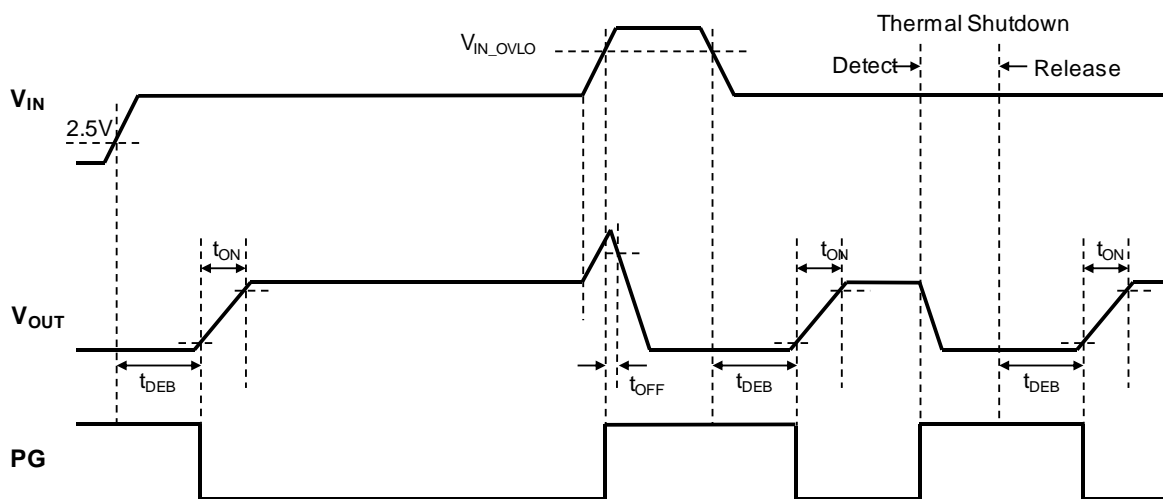 Thermal Shutdown
V_IN_OVLO
Detect
Release
V_IN
2.5V
t_ON
t_ON
t_ON
V_OUT
t_DEB
t_OFF
t_DEB
t_DEB
PG